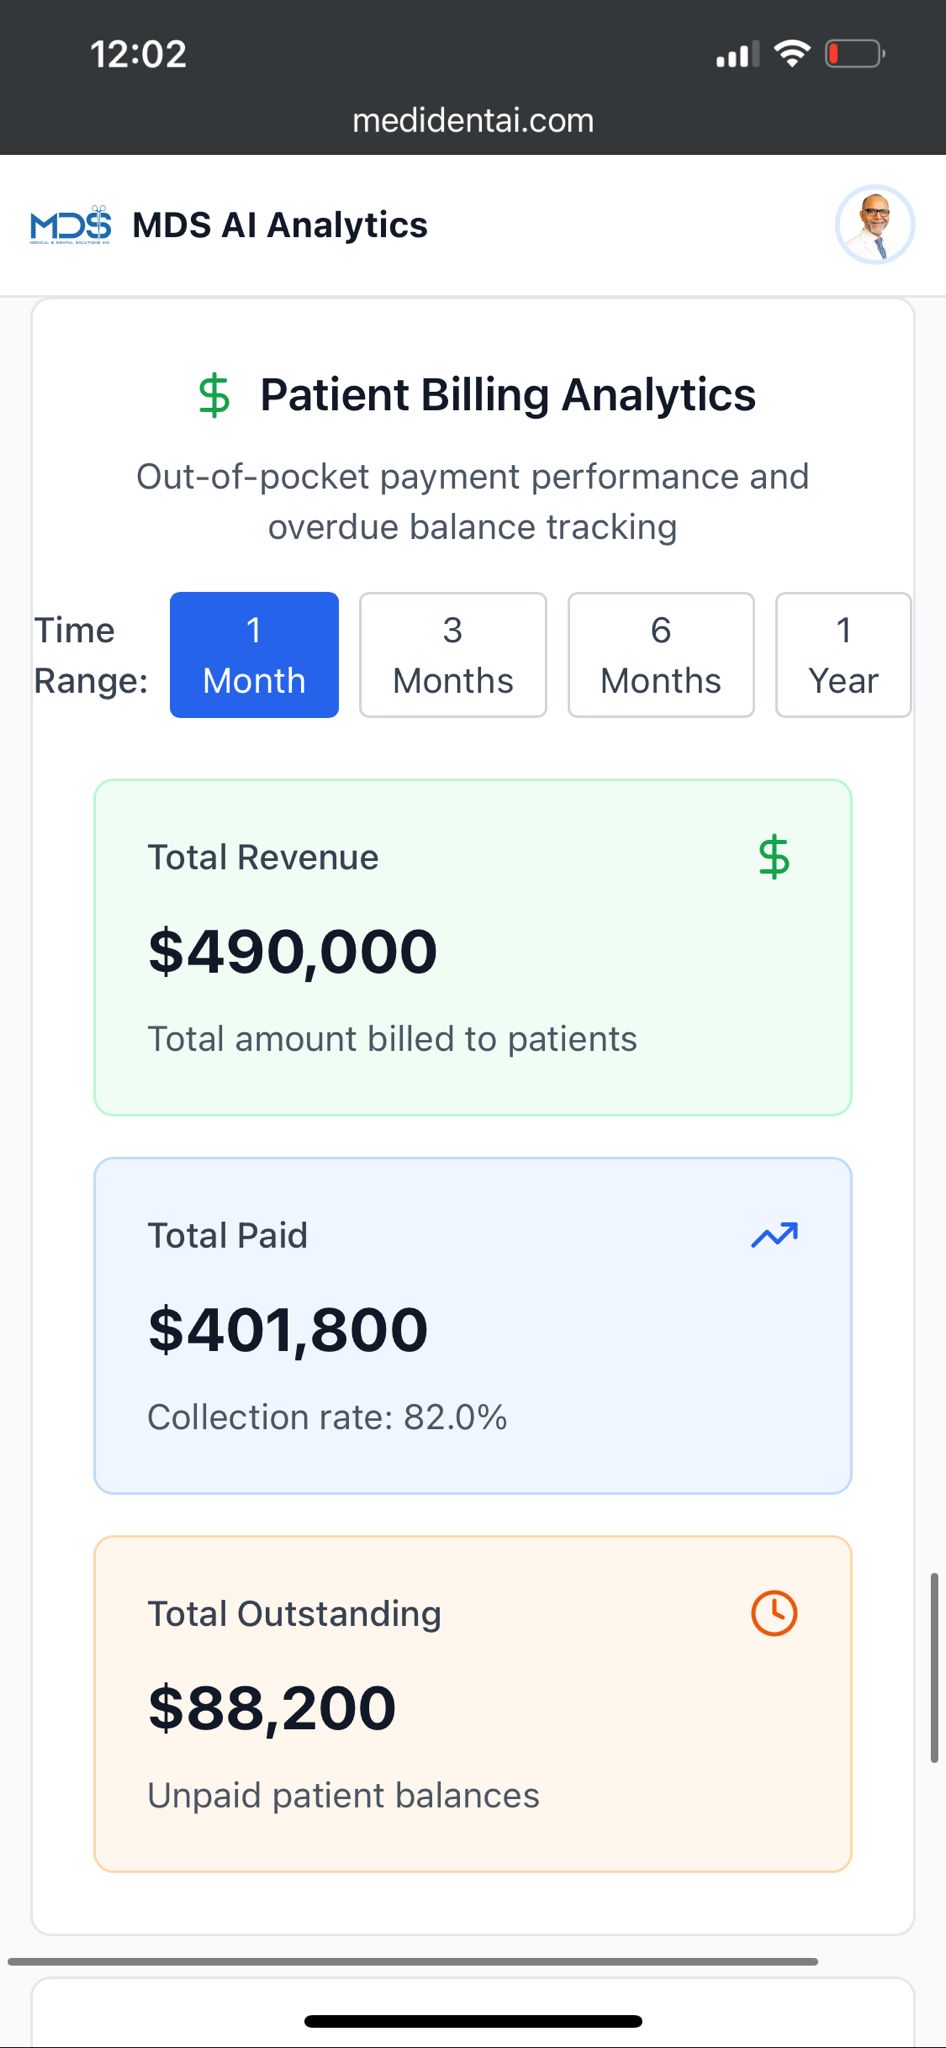 12:02
medidentai.com
MDS
MEDICAL & DENTAL SOLUTIONS INC
MDS AI Analytics
$ Patient Billing Analytics
Out-of-pocket payment performance and
overdue balance tracking
Time
Range:
1
Month
3
Months
6
Months
1
Year
Total Revenue
$
$490,000
Total amount billed to patients
Total Paid
$401,800
Collection rate: 82.0%
Total Outstanding
$88,200
Unpaid patient balances